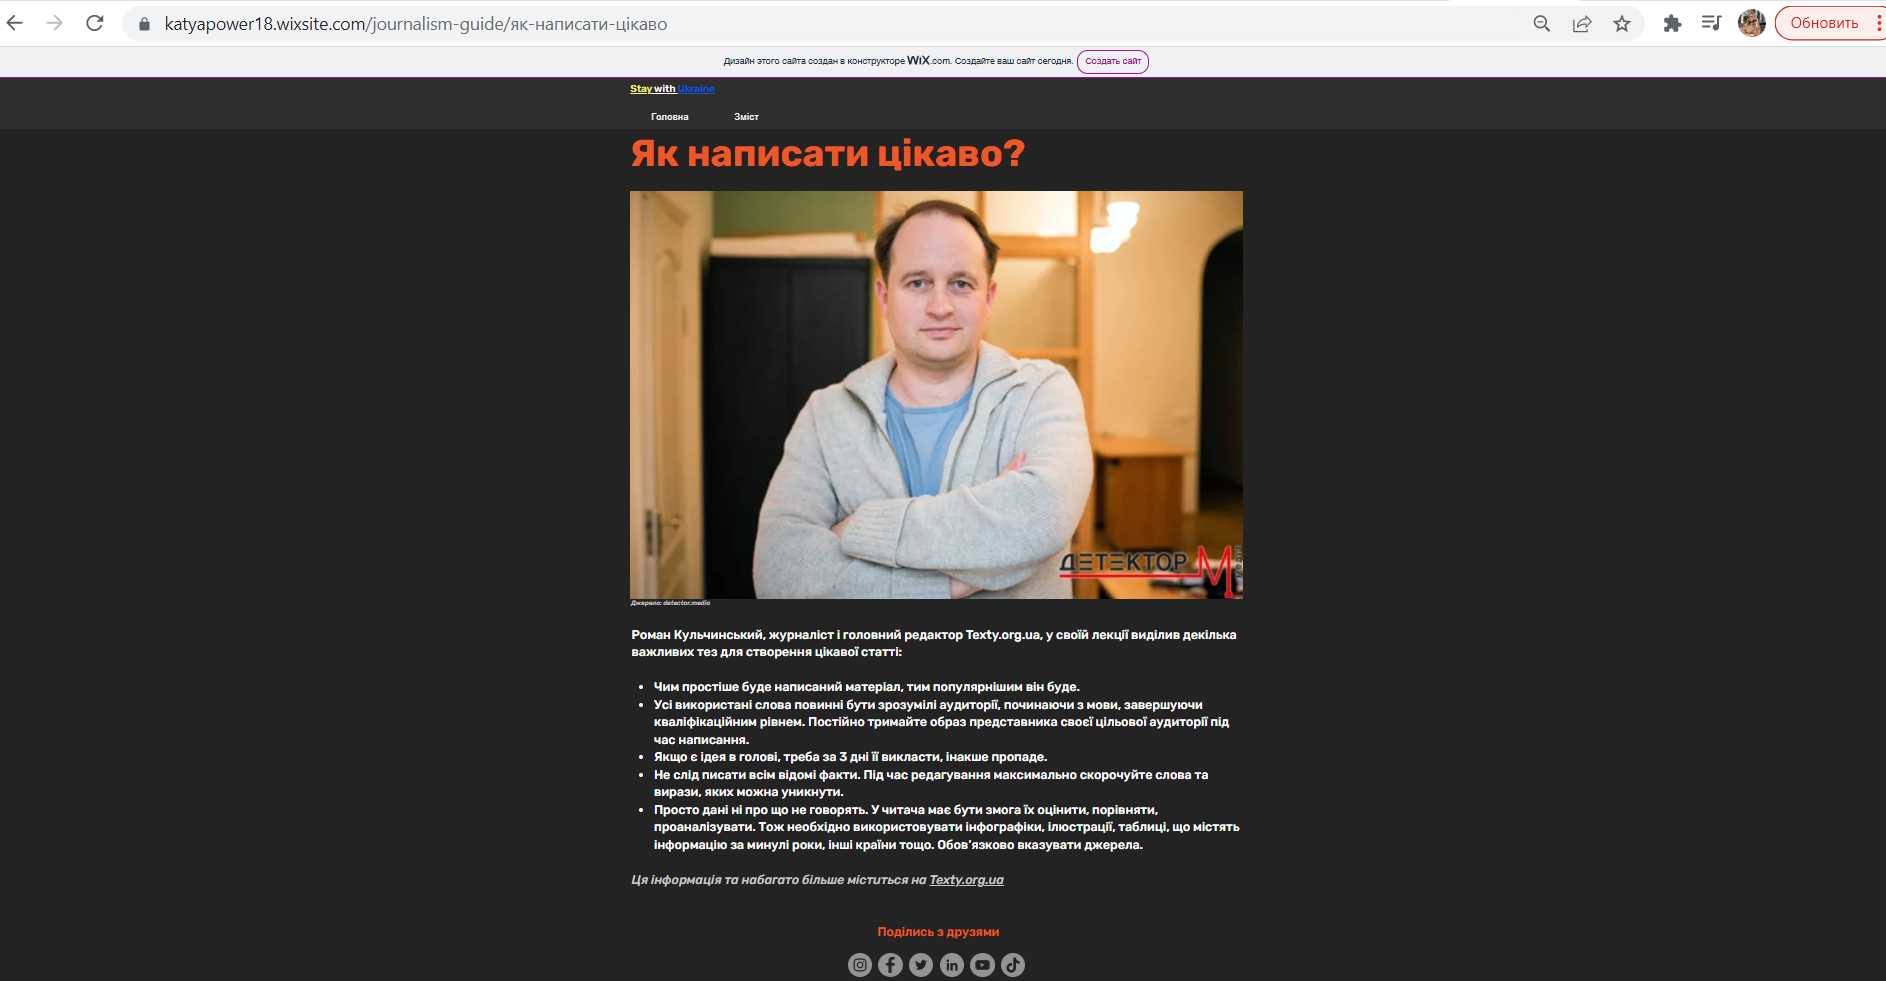 katyapower18.wixsite.com/journalism-guide/як-написати-цікаво
Обновить
Дизайн этого сайта создан в конструкторе WiX.com. Создайте ваш сайт сегодня. Создать сайт
Stay with Ukraine
Головна Зміст
Як написати цікаво?
ДЕТЕКТОР М
Джерело: detector.media
Роман Кульчинський, журналіст і головний редактор Texty.org.ua, у своїй лекції виділив декілька
важливих тез для створення цікавої статті:
• Чим простіше буде написаний матеріал, тим популярнішим він буде.
• Усі використані слова повинні бути зрозумілі аудиторії, починаючи з мови, завершуючи
кваліфікаційним рівнем. Постійно тримайте образ представника своєї цільової аудиторії під
час написання.
• Якщо є ідея в голові, треба за 3 дні її викласти, інакше пропаде.
• Не слід писати всім відомі факти. Під час редагування максимально скорочуйте слова та
вирази, яких можна уникнути.
• Просто дані ні про що не говорять. У читача має бути змога їх оцінити, порівняти,
проаналізувати. Тож необхідно використовувати інфографіки, ілюстрації, таблиці, що містять
інформацію за минулі роки, інші країни тощо. Обов'язково вказувати джерела.
Ця інформація та набагато більше міститься на Texty.org.ua
Поділись з друзями